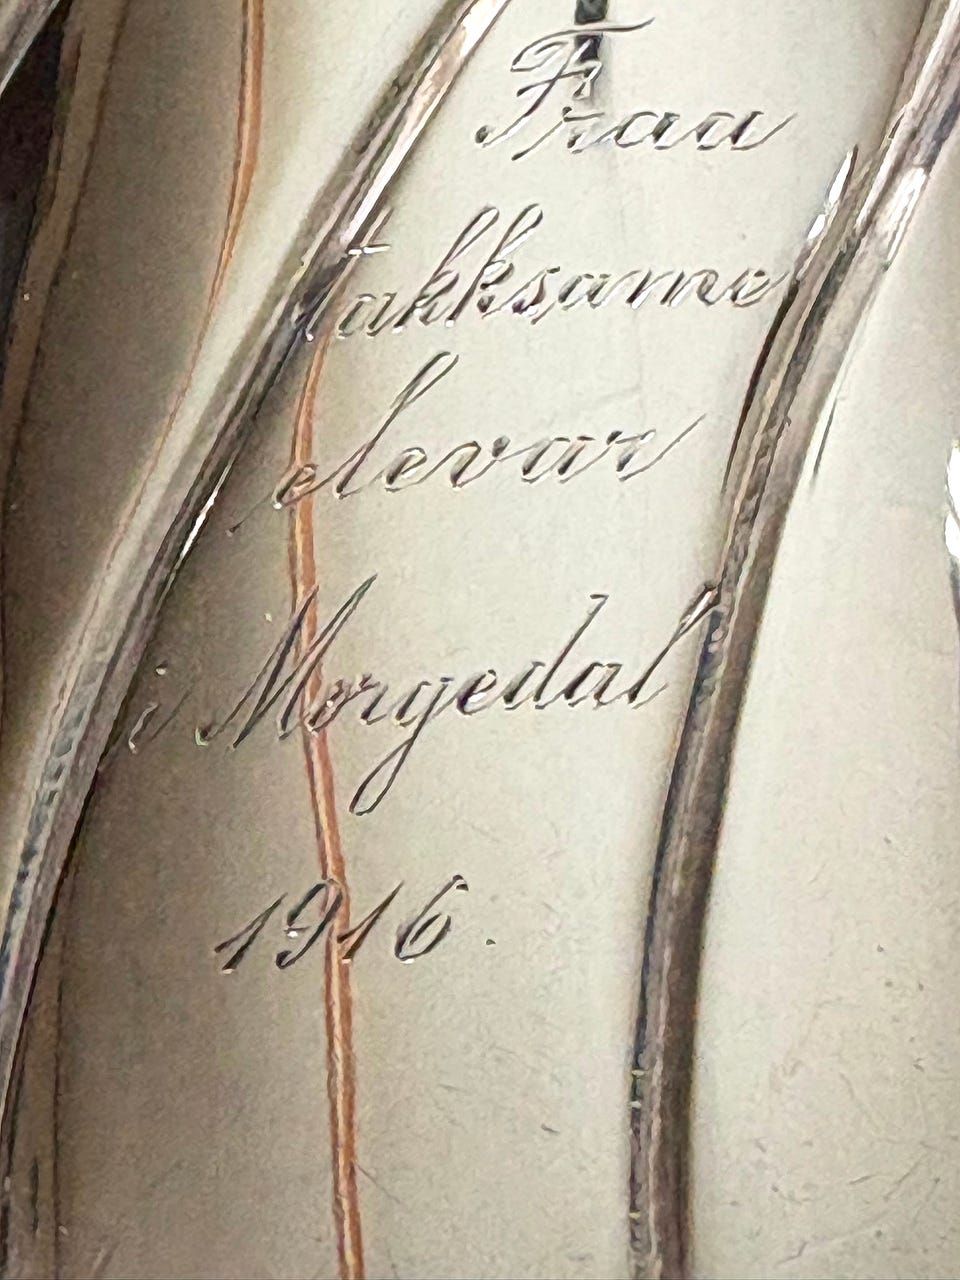 Fraa
takksame
elevar
i Morgedal
1916.